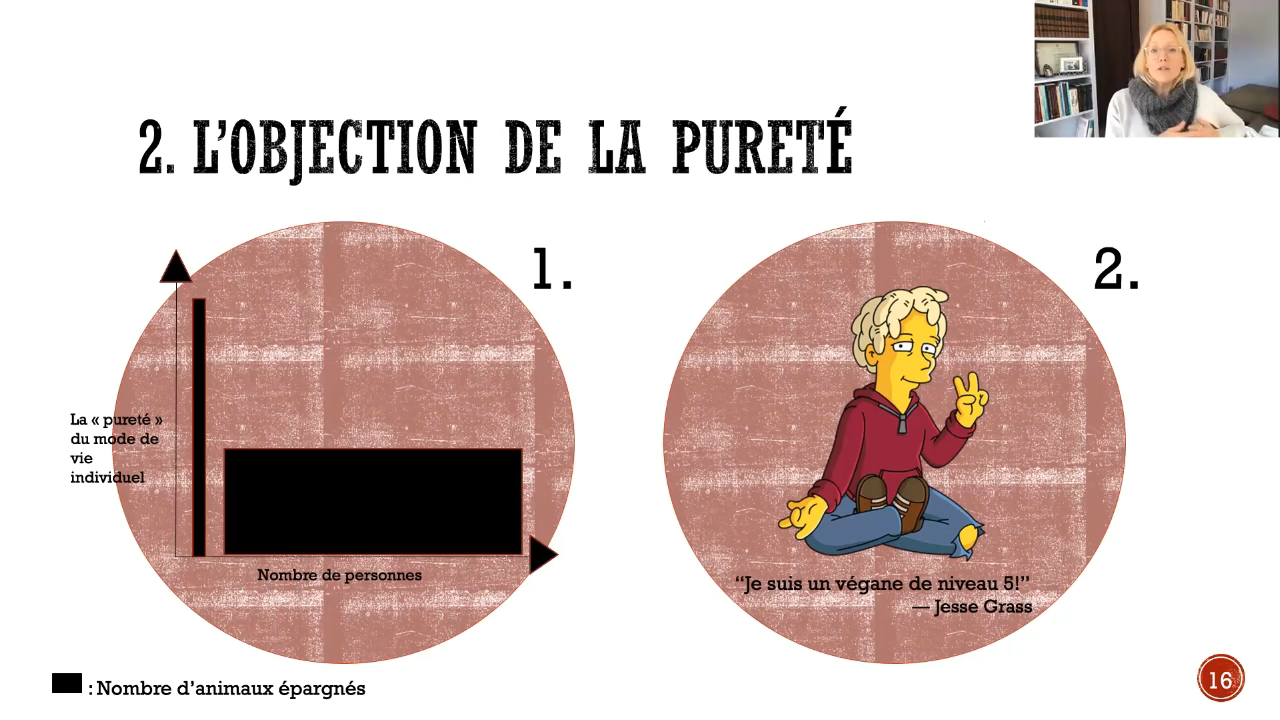 2. L'OBJECTION DE LA PURETÉ
1.
2.
La « pureté »
du mode de
vie
individuel
Nombre de personnes
“Je suis un végane de niveau 5!”
— Jesse Grass
: Nombre d'animaux épargnés
16